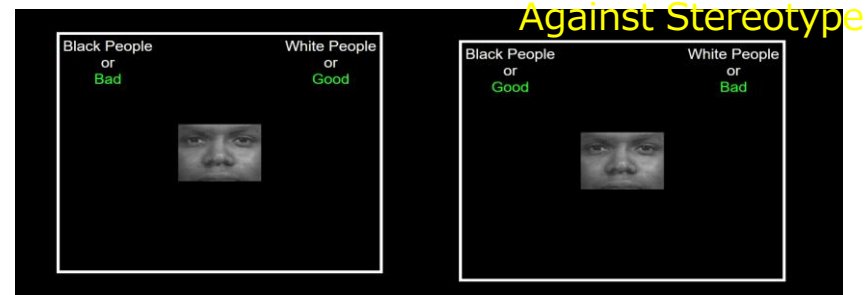 Against Stereotype
Black People
or
Bad
White People
or
Good
Black People
or
Good
White People
or
Bad